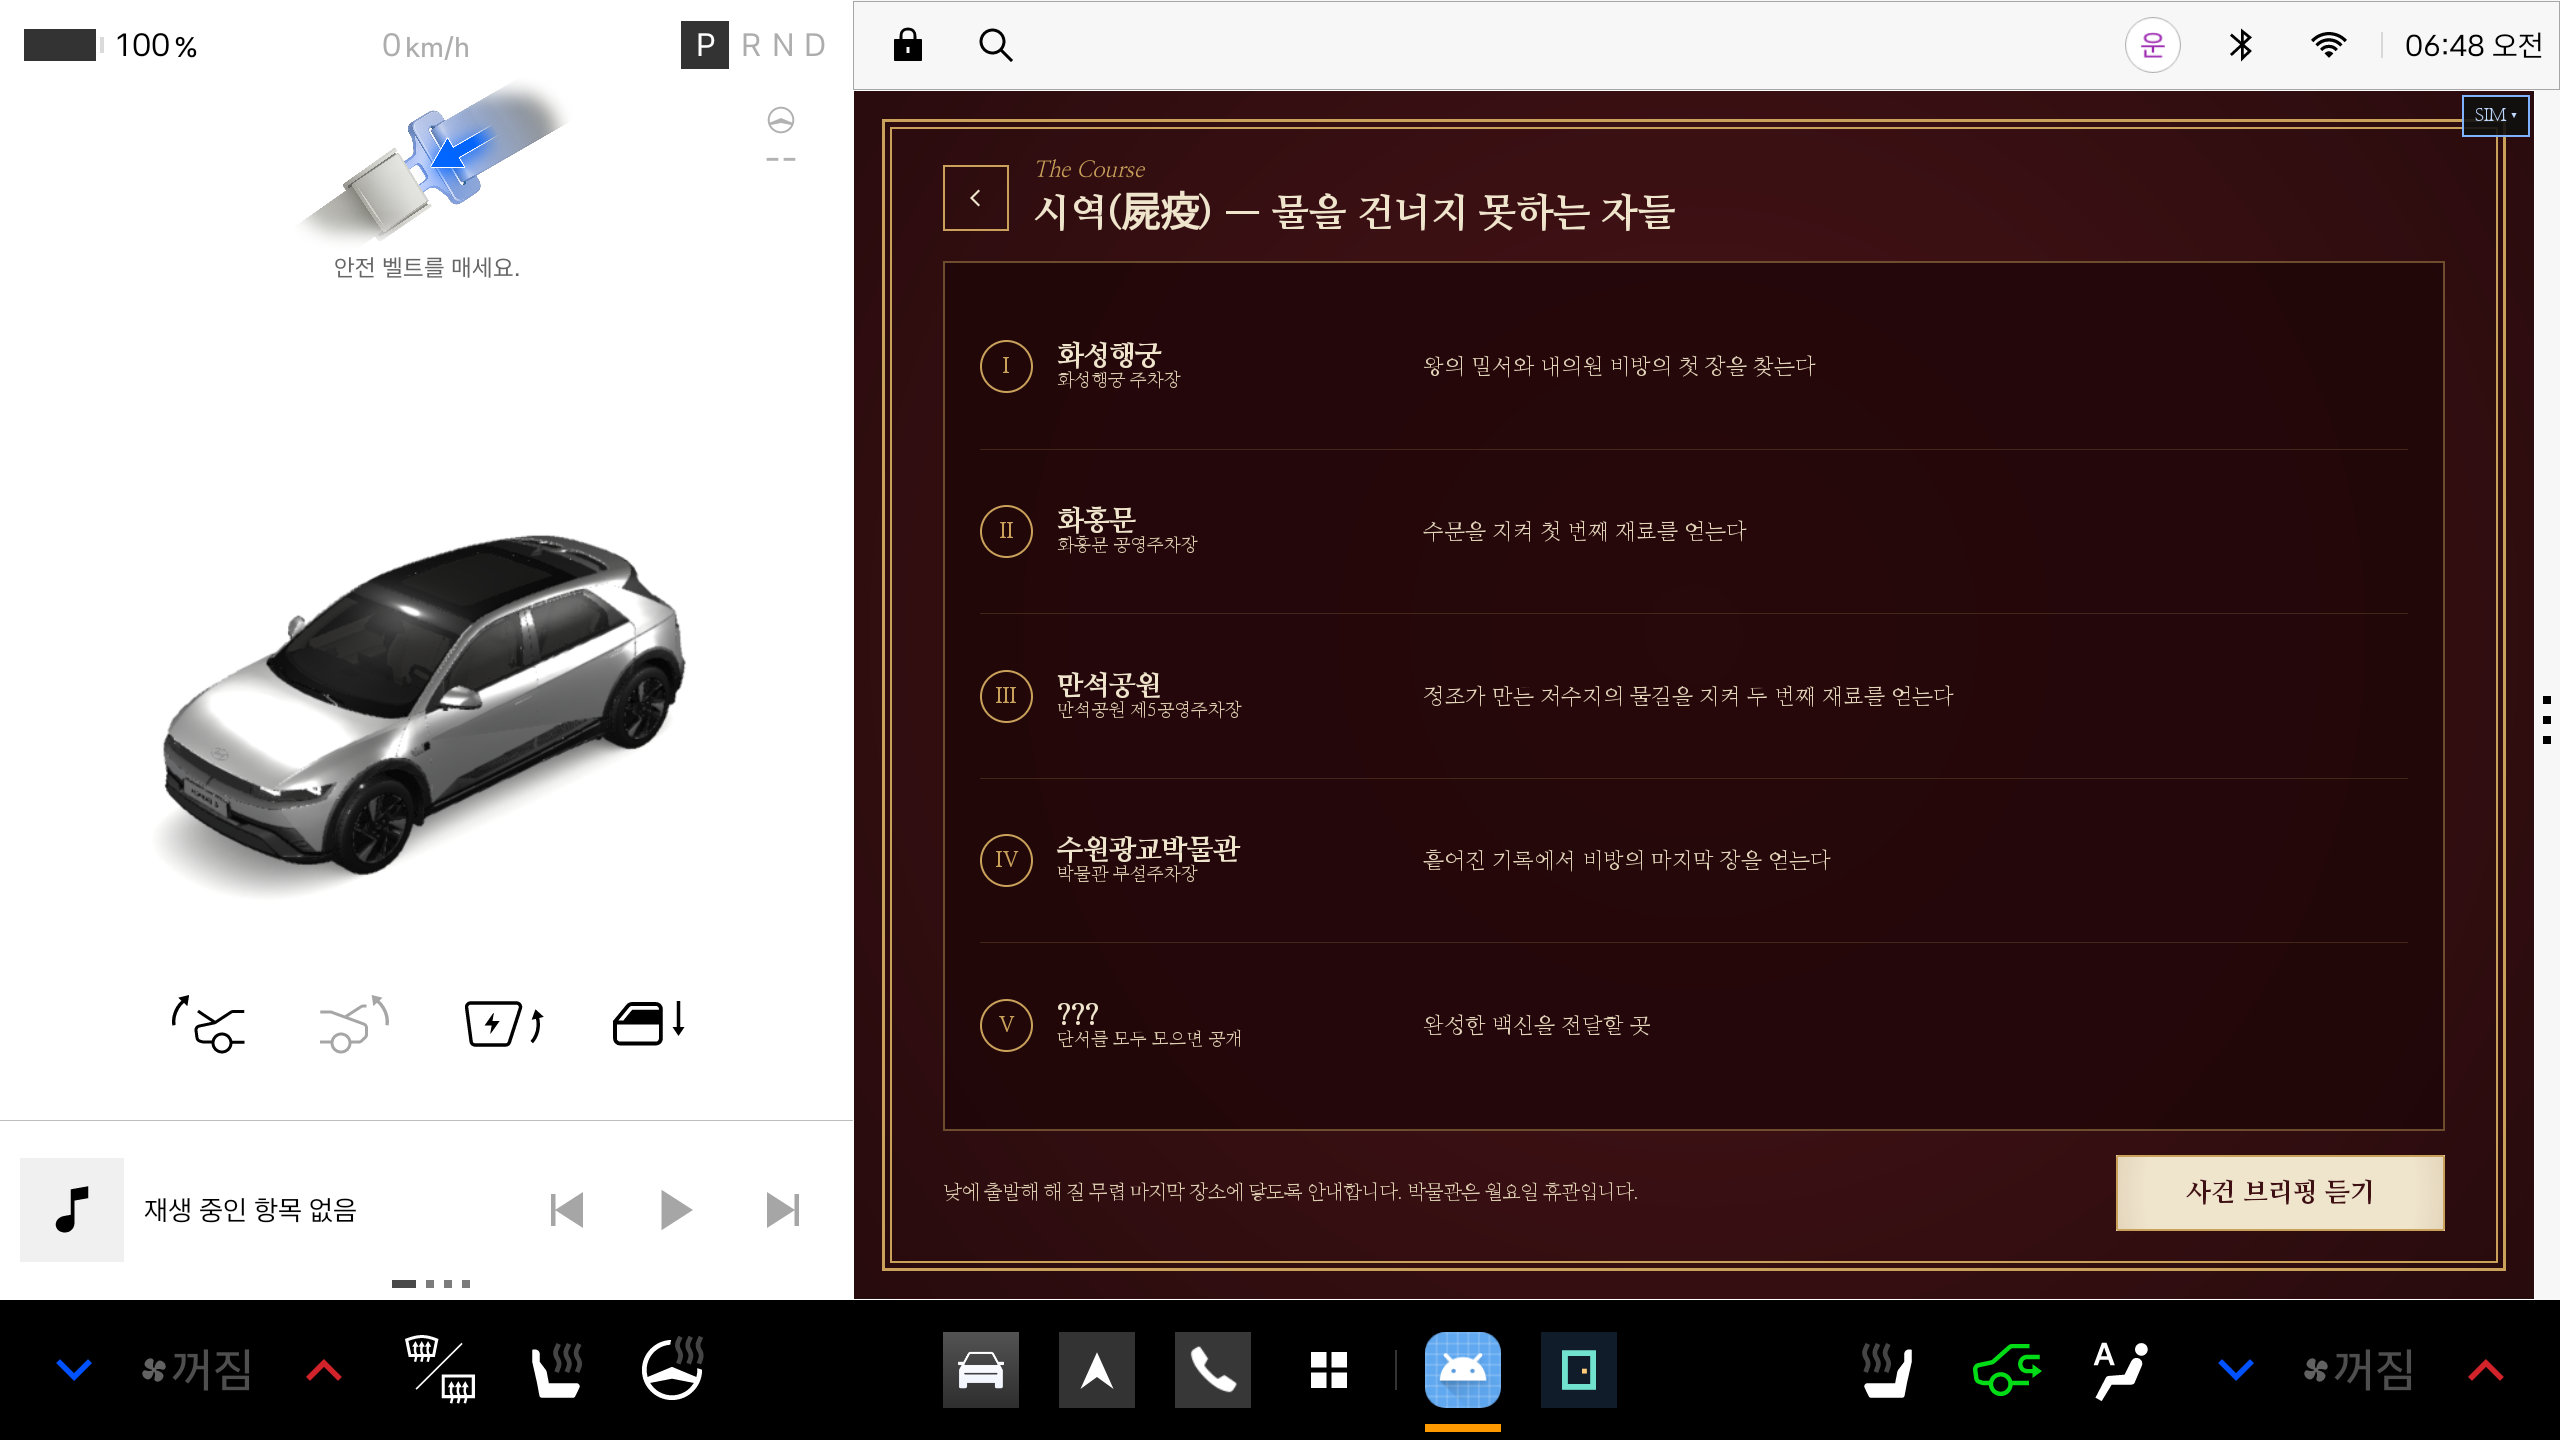 100 %
0 km/h
P R N D
안전 벨트를 매세요.
재생 중인 항목 없음
운
06:48 오전
SIM
The Course
시역(屍疫) — 물을 건너지 못하는 자들
I
화성행궁
화성행궁 주차장
왕의 밀서와 내의원 비방의 첫 장을 찾는다
II
화홍문
화홍문 공영주차장
수문을 지켜 첫 번째 재료를 얻는다
III
만석공원
만석공원 제5공영주차장
정조가 만든 저수지의 물길을 지켜 두 번째 재료를 얻는다
IV
수원광교박물관
박물관 부설주차장
흩어진 기록에서 비방의 마지막 장을 얻는다
V
???
단서를 모두 모으면 공개
완성한 백신을 전달할 곳
낮에 출발해 해 질 무렵 마지막 장소에 닿도록 안내합니다. 박물관은 월요일 휴관입니다.
사건 브리핑 듣기
꺼짐
A
꺼짐